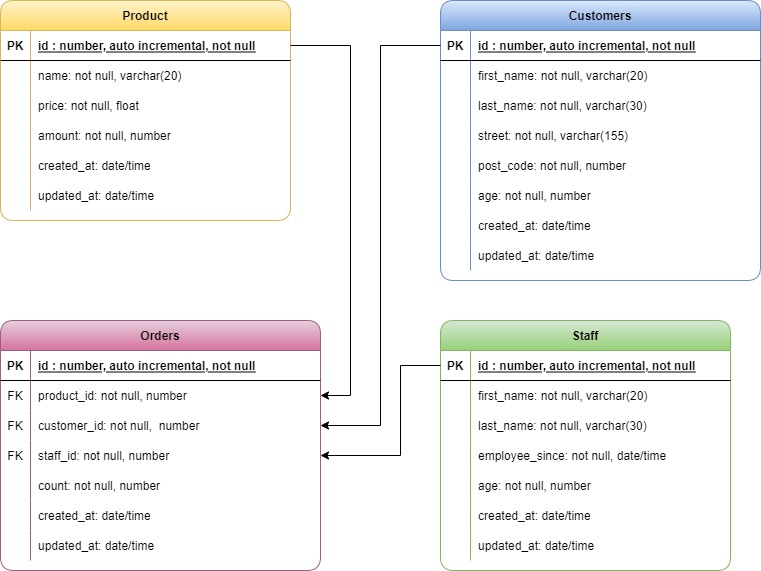 Product
PK id : number, auto incremental, not null
name: not null, varchar(20)
price: not null, float
amount: not null, number
created_at: date/time
updated_at: date/time
Customers
PK id : number, auto incremental, not null
first_name: not null, varchar(20)
last_name: not null, varchar(30)
street: not null, varchar(155)
post_code: not null, number
age: not null, number
created_at: date/time
updated_at: date/time
Orders
PK id : number, auto incremental, not null
FK product_id: not null, number
FK customer_id: not null,  number
FK staff_id: not null, number
count: not null, number
created_at: date/time
updated_at: date/time
Staff
PK id : number, auto incremental, not null
first_name: not null, varchar(20)
last_name: not null, varchar(30)
employee_since: not null, date/time
age: not null, number
created_at: date/time
updated_at: date/time